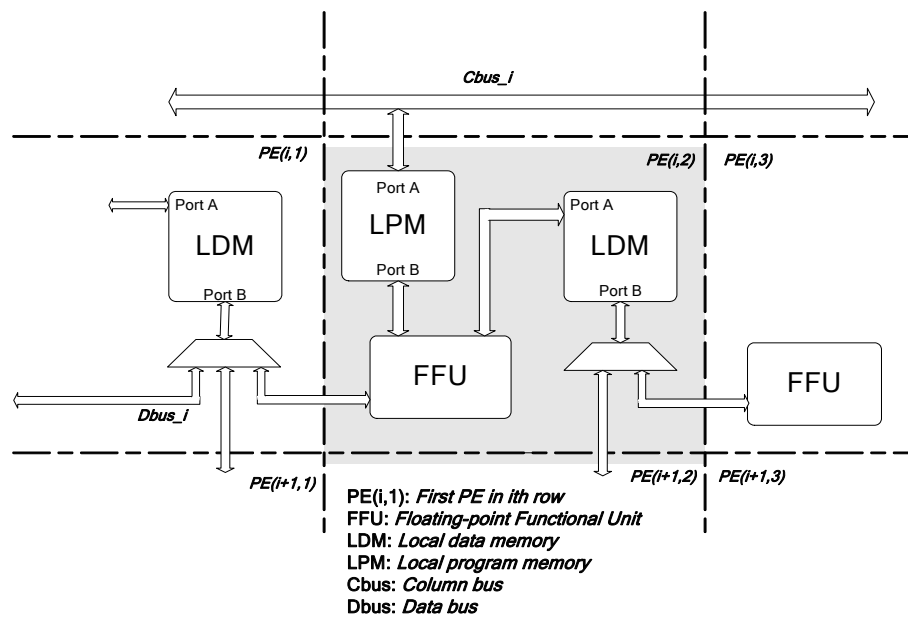 Cbus_i
PE(i,1)
PE(i,2)
PE(i,3)
Port A
LDM
Port B
Port A
LPM
Port B
Port A
LDM
Port B
FFU
FFU
Dbus_i
PE(i+1,1)
PE(i+1,2)
PE(i+1,3)
PE(i,1): First PE in ith row
FFU: Floating-point Functional Unit
LDM: Local data memory
LPM: Local program memory
Cbus: Column bus
Dbus: Data bus